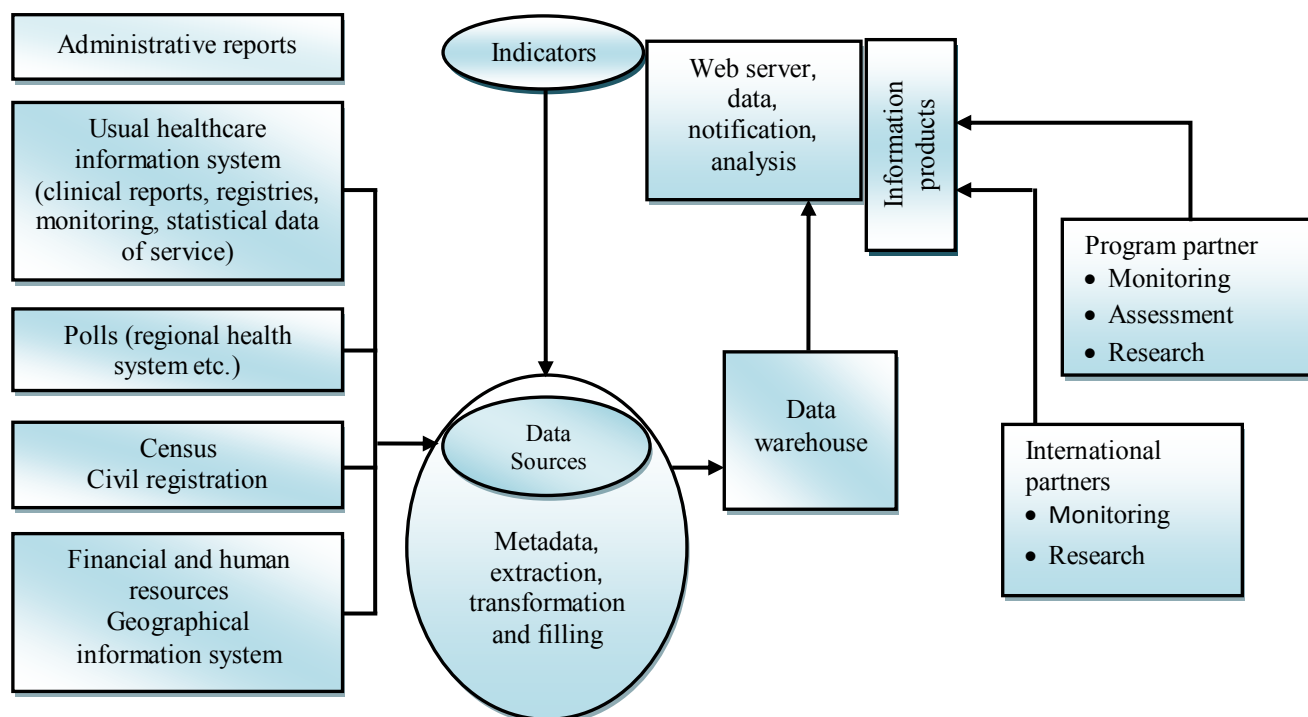 Administrative reports
Usual healthcare
information system
(clinical reports, registries,
monitoring, statistical data
of service)
Polls (regional health
system etc.)
Census
Civil registration
Financial and human
resources
Geographical
information system
Indicators
Data
Sources
Metadata,
extraction,
transformation
and filling
Data
warehouse
Web server,
data,
notification,
analysis
Information
products
Program partner
• Monitoring
• Assessment
• Research
International
partners
• Monitoring
• Research